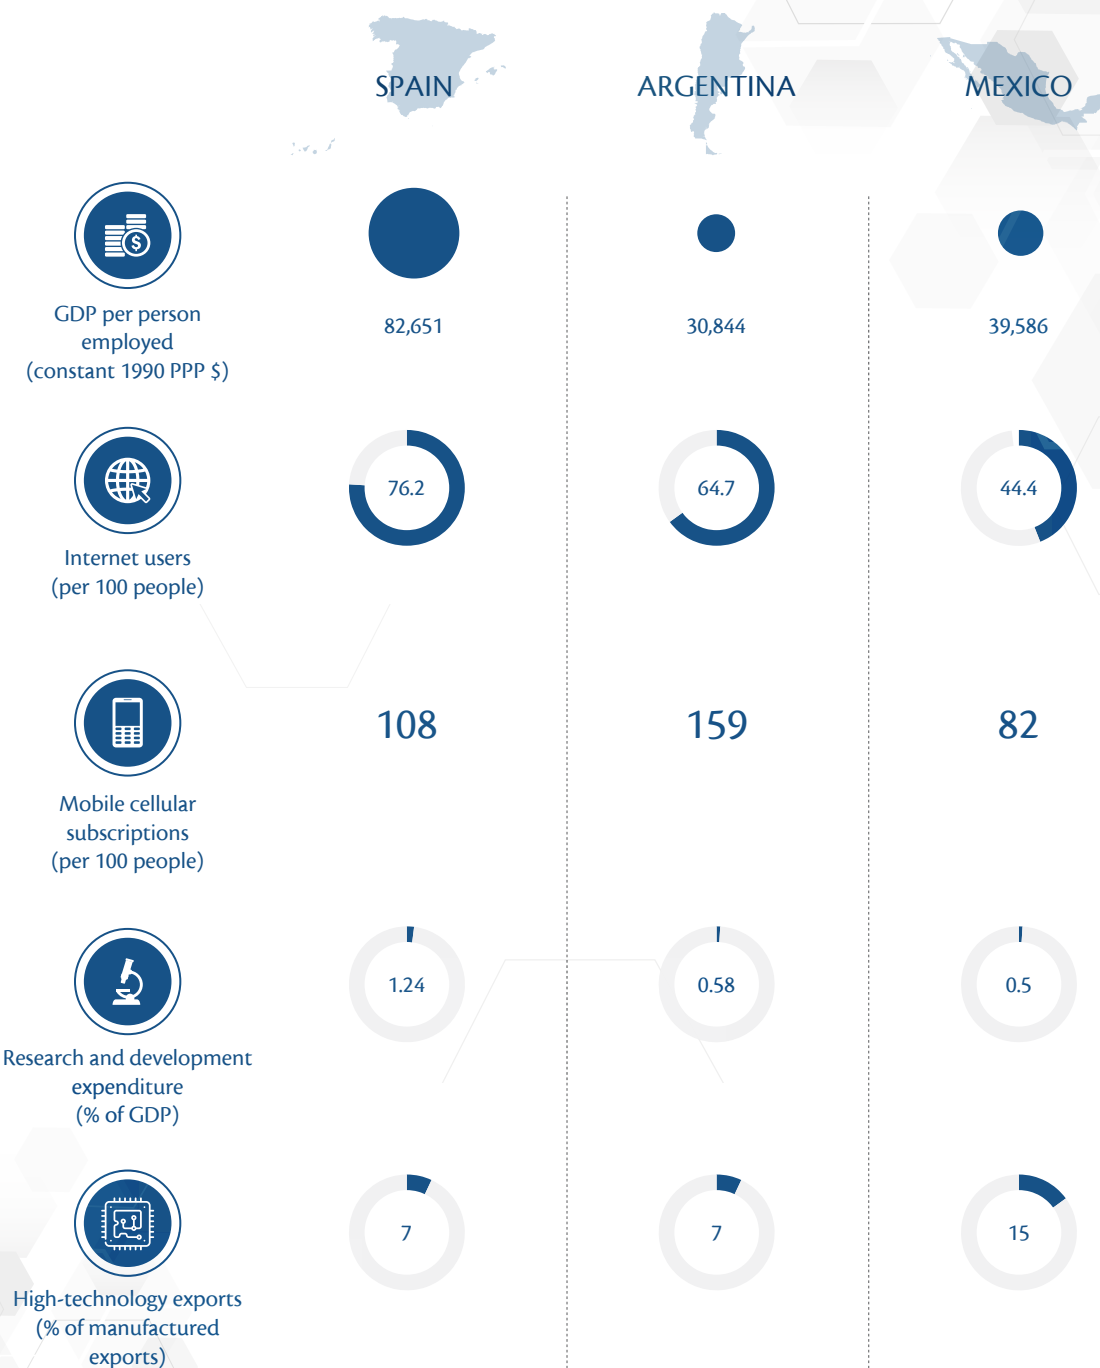 SPAIN
ARGENTINA
MEXICO
$
GDP per person
employed
(constant 1990 PPP $)
82,651
30,844
39,586
Internet users
(per 100 people)
76.2
64.7
44.4
Mobile cellular
subscriptions
(per 100 people)
108
159
82
Research and development
expenditure
(% of GDP)
1.24
0.58
0.5
High-technology exports
(% of manufactured
exports)
7
7
15